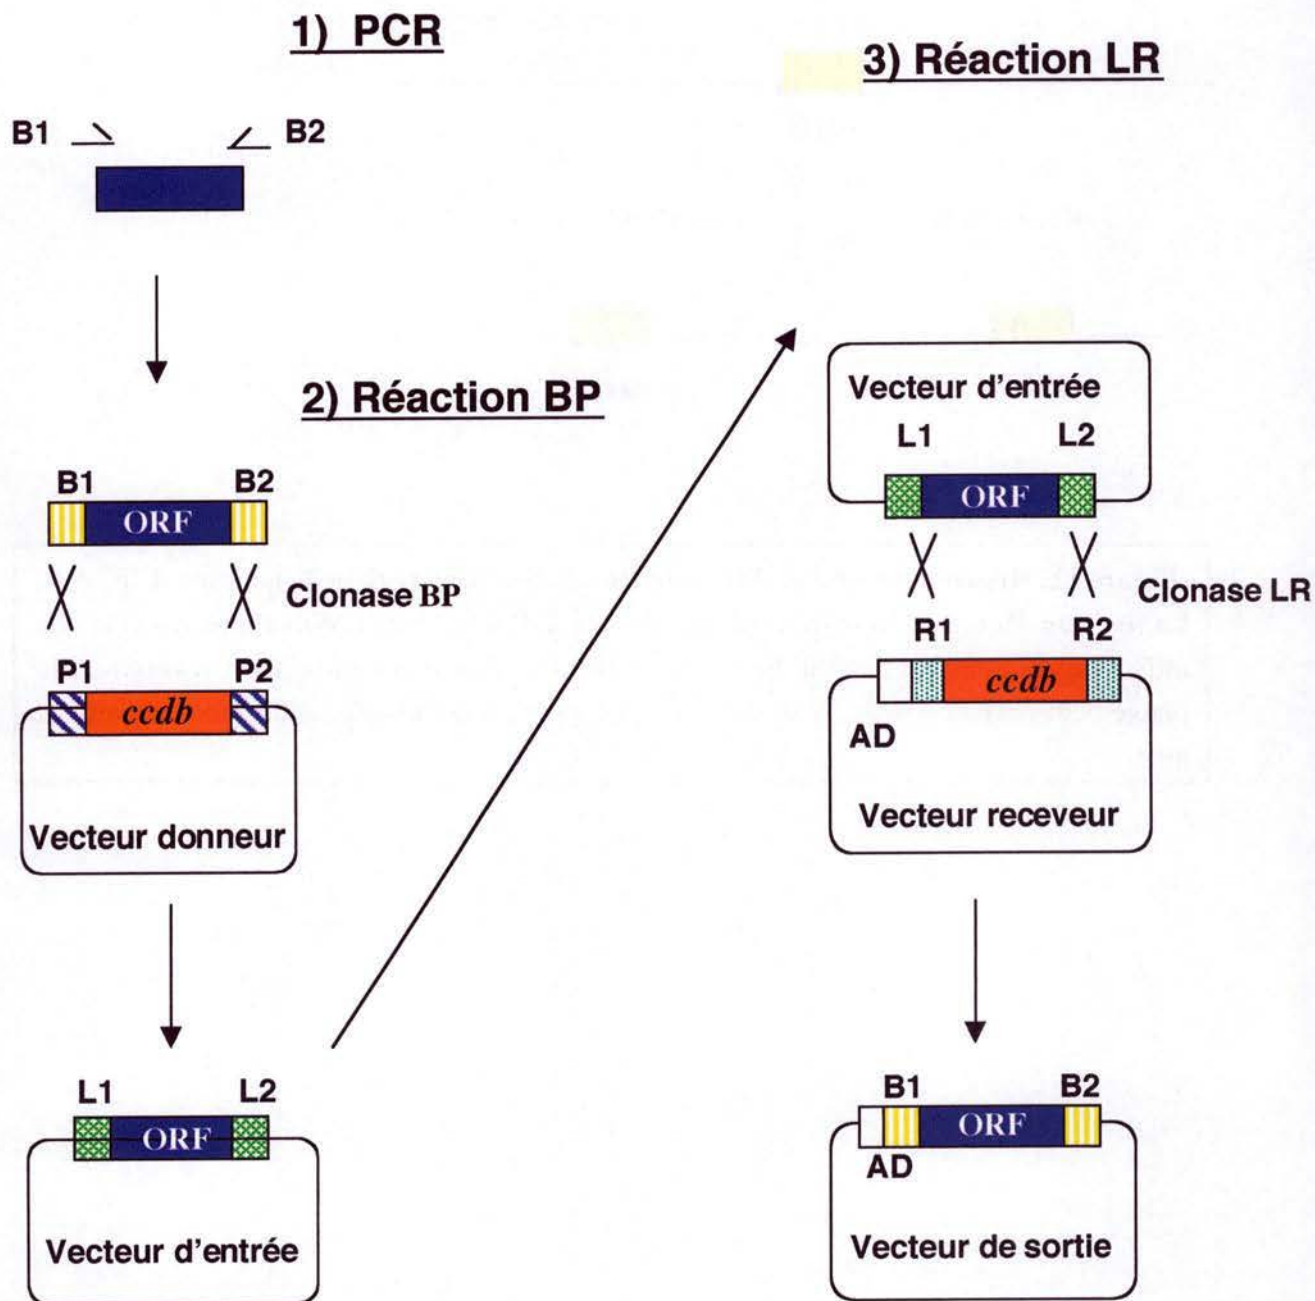 1) PCR
B1
B2
2) Réaction BP
B1
B2
ORF
Clonase BP
P1
P2
ccdb
Vecteur donneur
L1
L2
ORF
Vecteur d'entrée
3) Réaction LR
Vecteur d'entrée
L1
L2
ORF
Clonase LR
R1
R2
ccdb
AD
Vecteur receveur
B1
B2
ORF
AD
Vecteur de sortie